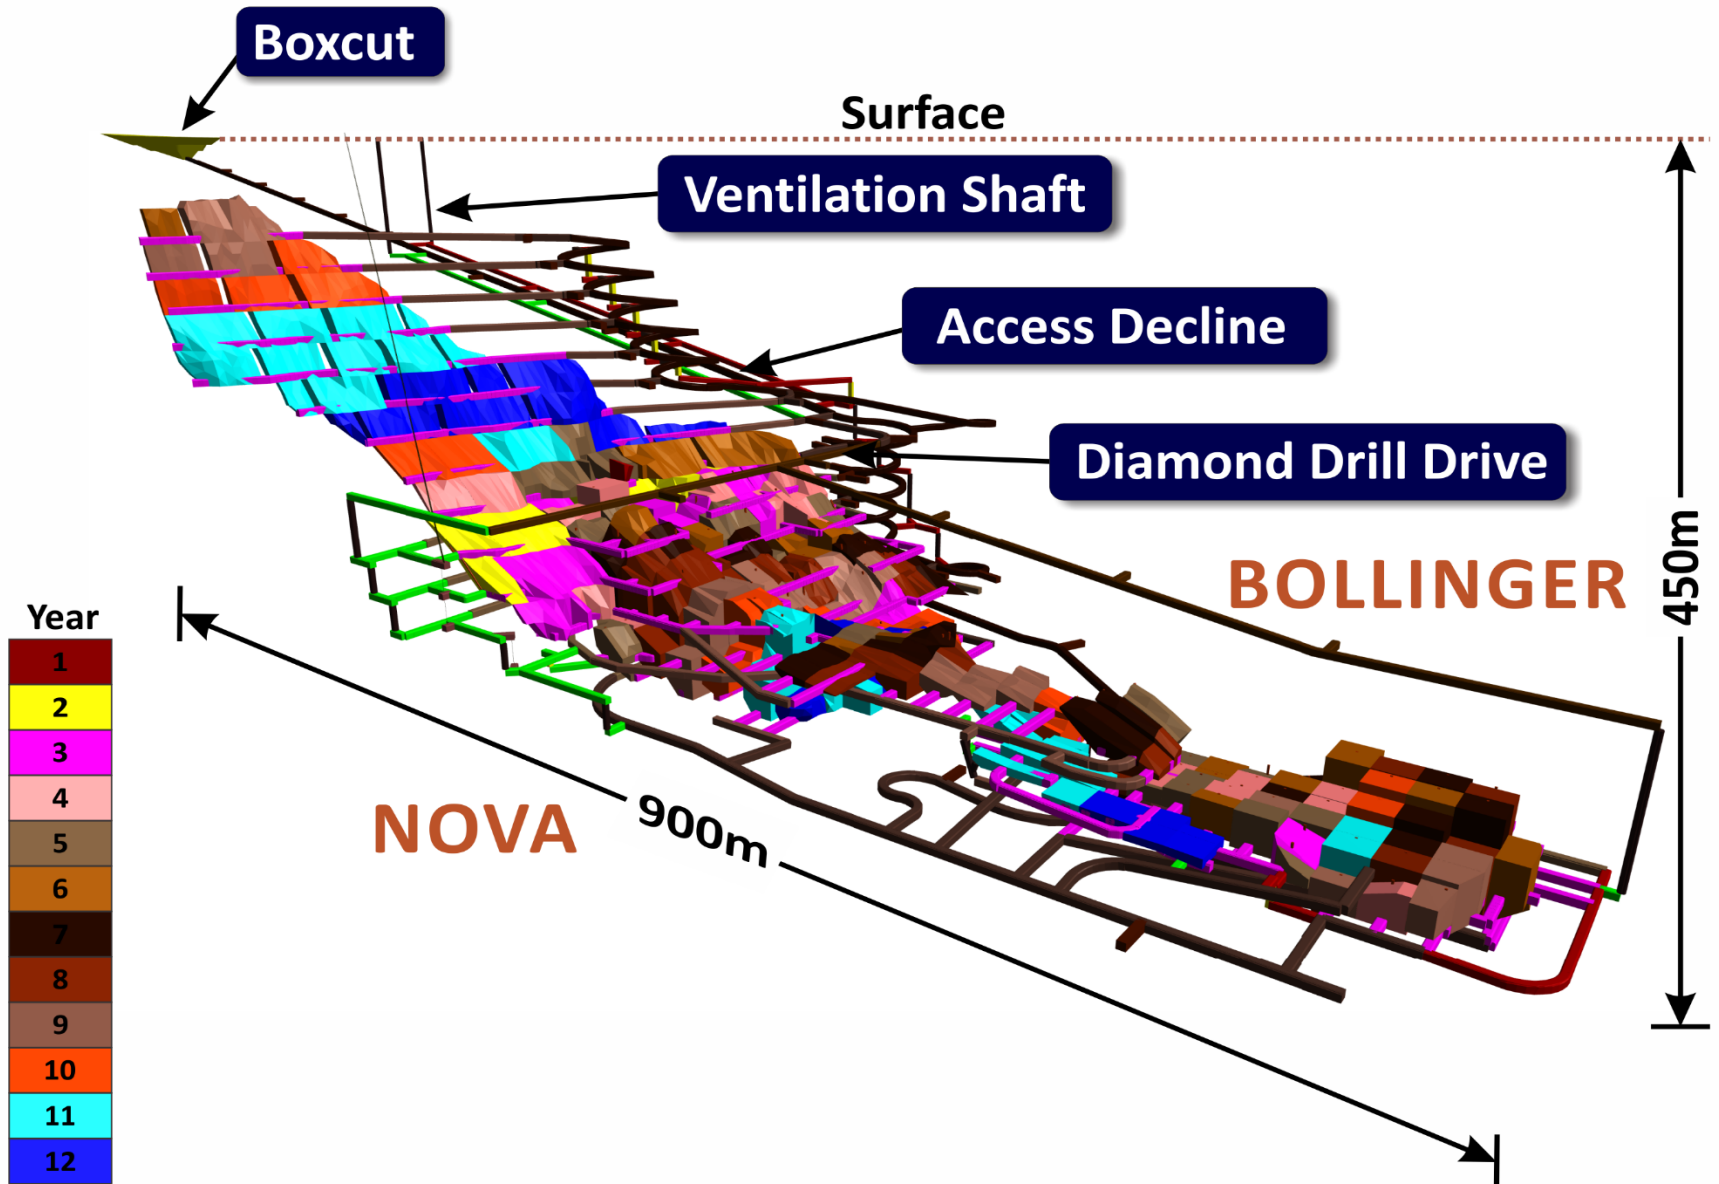 Boxcut
Surface
Ventilation Shaft
Access Decline
Diamond Drill Drive
BOLLINGER
450m
NOVA
900m
Year
1
2
3
4
5
6
7
8
9
10
11
12